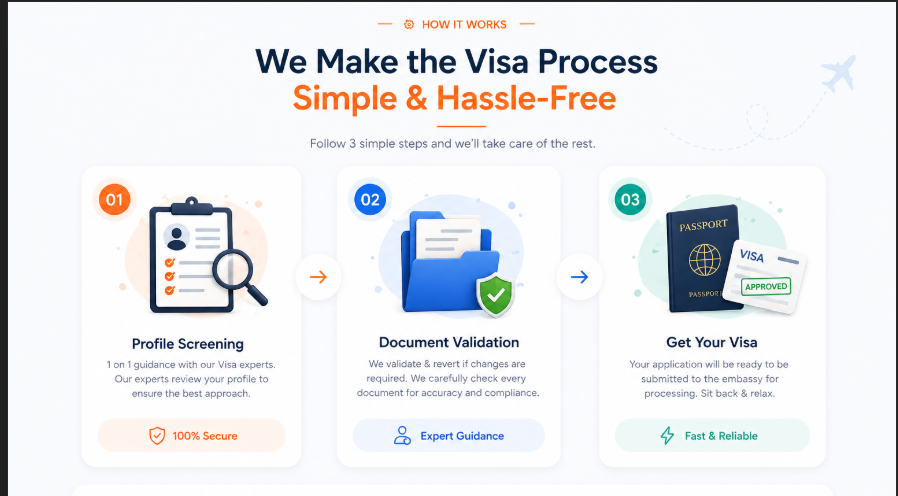 HOW IT WORKS
We Make the Visa Process
Simple & Hassle-Free
Follow 3 simple steps and we'll take care of the rest.
01
Profile Screening
1 on 1 guidance with our Visa experts.
Our experts review your profile to
ensure the best approach.
100% Secure
02
Document Validation
We validate & revert if changes are
required. We carefully check every
document for accuracy and compliance.
Expert Guidance
03
PASSPORT
PASSPORT
VISA
APPROVED
Get Your Visa
Your application will be ready to be
submitted to the embassy for
processing. Sit back & relax.
Fast & Reliable